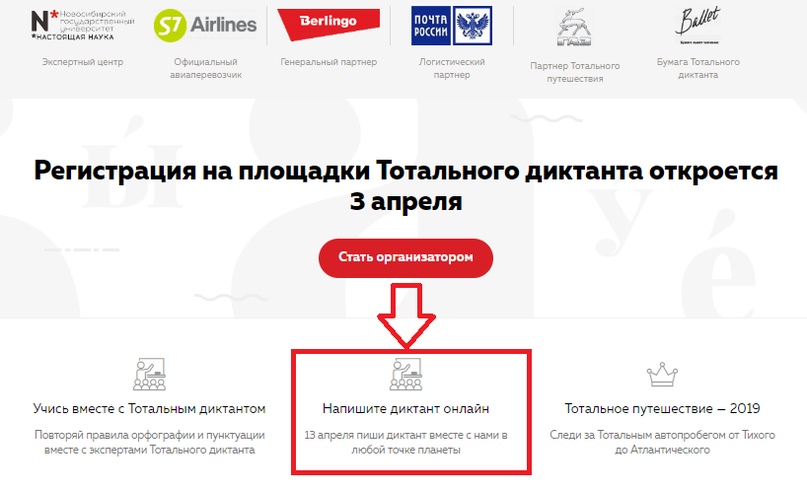 N* Новосибирский
государственный
университет
*НАСТОЯЩАЯ НАУКА
S7 Airlines
Berlingo
ПОЧТА
РОССИИ
Ballet
Экспертный центр
Официальный
авиаперевозчик
Генеральный партнер
Логистический
партнер
Партнер Тотального
путешествия
Бумага Тотального
диктанта
ы́
у
é
Регистрация на площадки Тотального диктанта откроется
3 апреля
Стать организатором
Учись вместе с Тотальным диктантом
Повторяй правила орфографии и пунктуации
вместе с экспертами Тотального диктанта
Напишите диктант онлайн
13 апреля пиши диктант вместе с нами в
любой точке планеты
Тотальное путешествие — 2019
Следи за Тотальным автопробегом от Тихого
до Атлантического